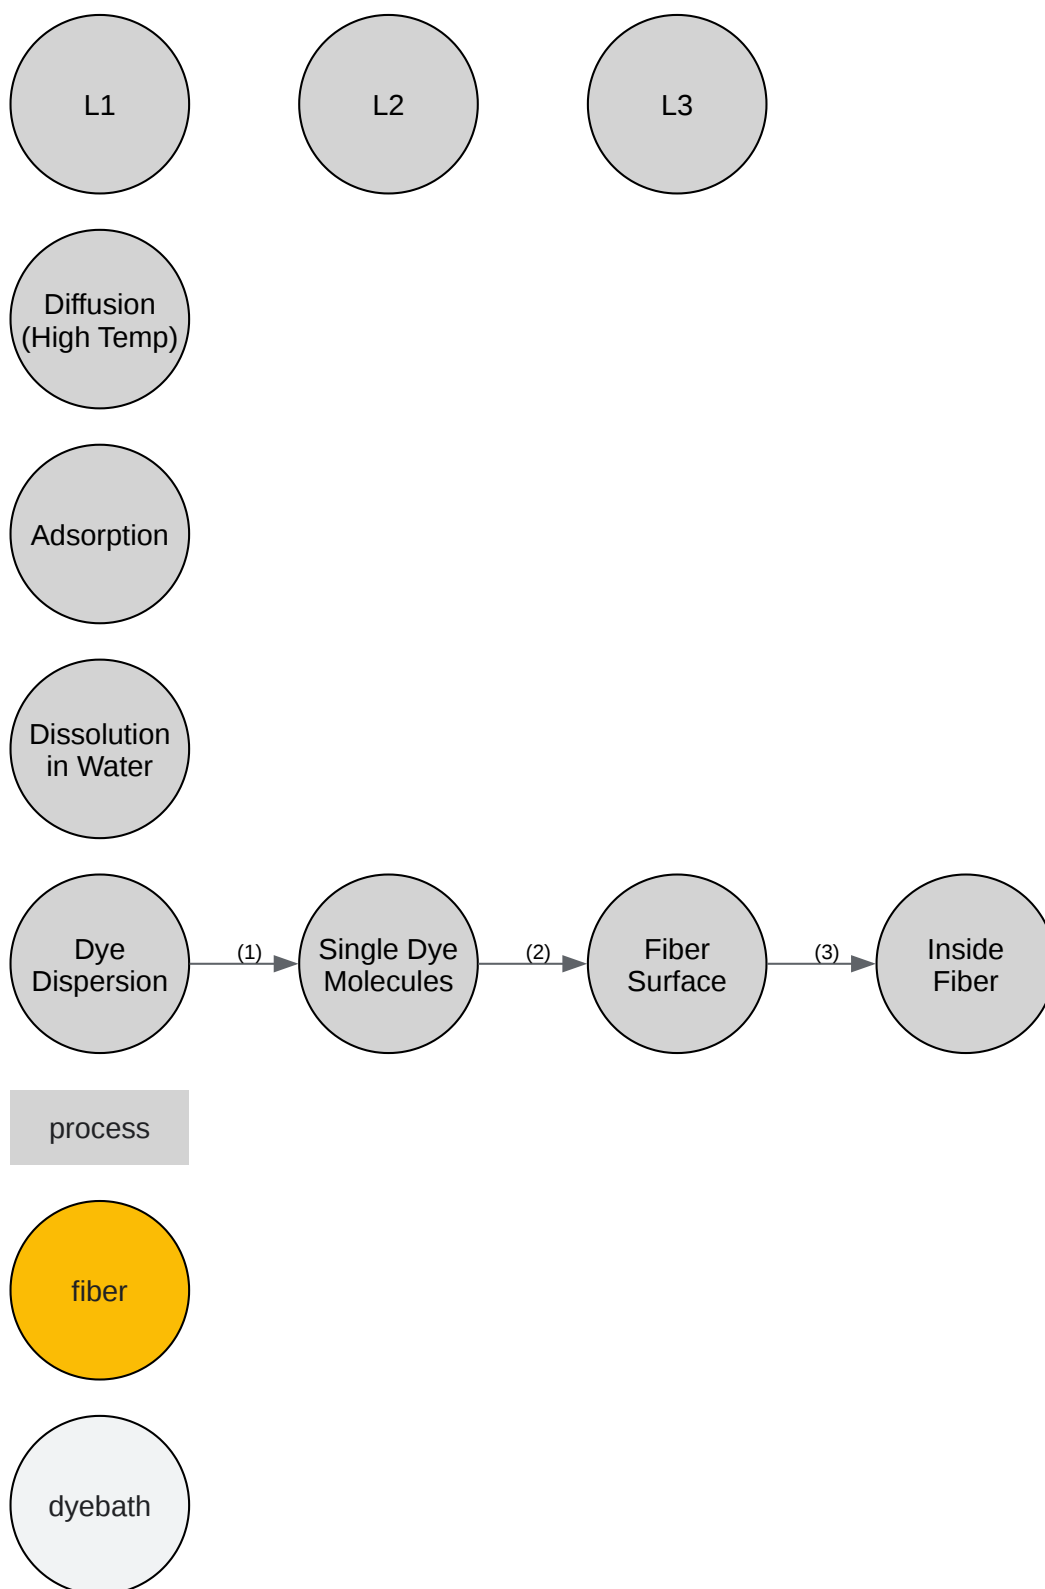 L1
L2
L3
Diffusion
(High Temp)
Adsorption
Dissolution
in Water
Dye
Dispersion
(1)
Single Dye
Molecules
(2)
Fiber
Surface
(3)
Inside
Fiber
process
fiber
dyebath